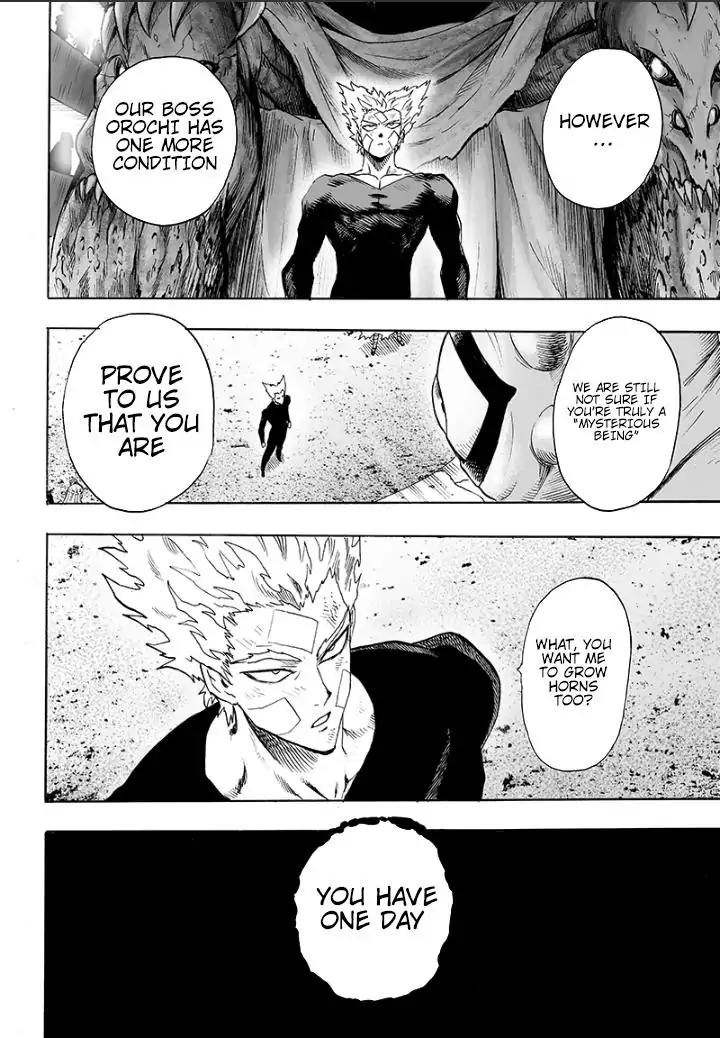 HOWEVER
...
OUR BOSS
OROCHI HAS
ONE MORE
CONDITION
WE ARE STILL
NOT SURE IF
YOU'RE TRULY A
"MYSTERIOUS
BEING"
PROVE
TO US
THAT YOU
ARE
WHAT, YOU
WANT ME
TO GROW
HORNS
TOO?
YOU HAVE
ONE DAY